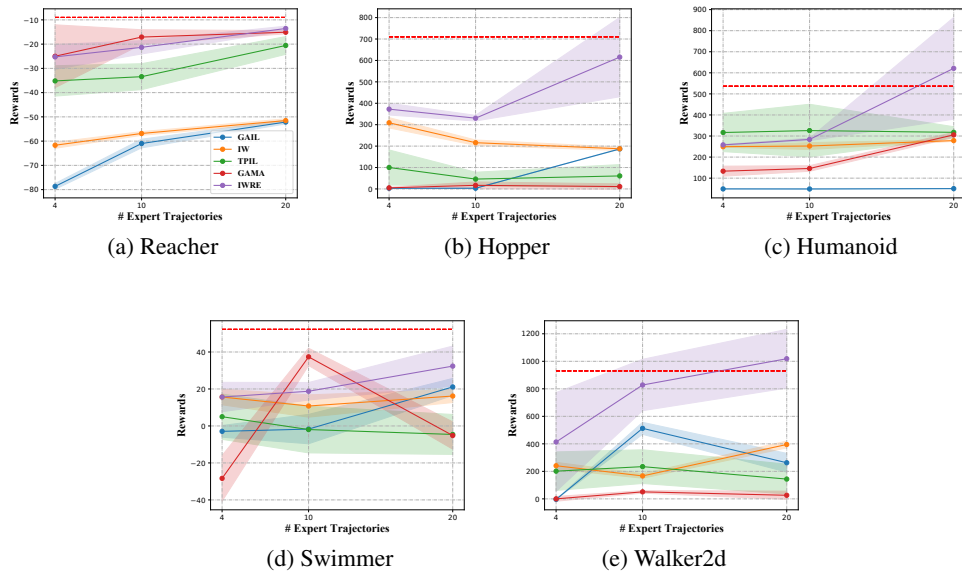 −10
−20
−30
−40
−50
−60
−70
−80
Rewards
4
10
20
# Expert Trajectories
GAIL
IW
TPIL
GAMA
IWRE
(a) Reacher
800
700
600
500
400
300
200
100
0
Rewards
4
10
20
# Expert Trajectories
(b) Hopper
900
800
700
600
500
400
300
200
100
Rewards
4
10
20
# Expert Trajectories
(c) Humanoid
40
20
0
−20
−40
Rewards
4
10
20
# Expert Trajectories
(d) Swimmer
1200
1000
800
600
400
200
0
Rewards
4
10
20
# Expert Trajectories
(e) Walker2d